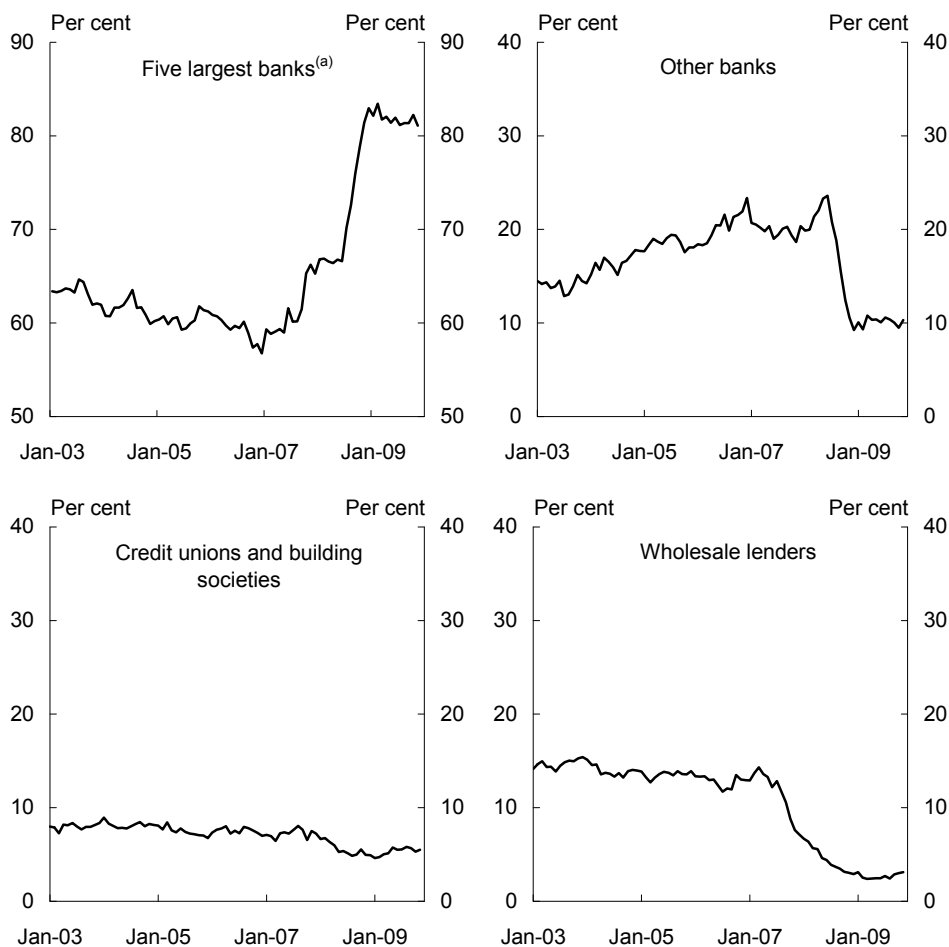 Per cent Per cent
Five largest banks(a)
90 90
80 80
70 70
60 60
50 50
Jan-03 Jan-05 Jan-07 Jan-09
Per cent Per cent
Other banks
40 40
30 30
20 20
10 10
0 0
Jan-03 Jan-05 Jan-07 Jan-09
Per cent Per cent
Credit unions and building
societies
40 40
30 30
20 20
10 10
0 0
Jan-03 Jan-05 Jan-07 Jan-09
Per cent Per cent
Wholesale lenders
40 40
30 30
20 20
10 10
0 0
Jan-03 Jan-05 Jan-07 Jan-09